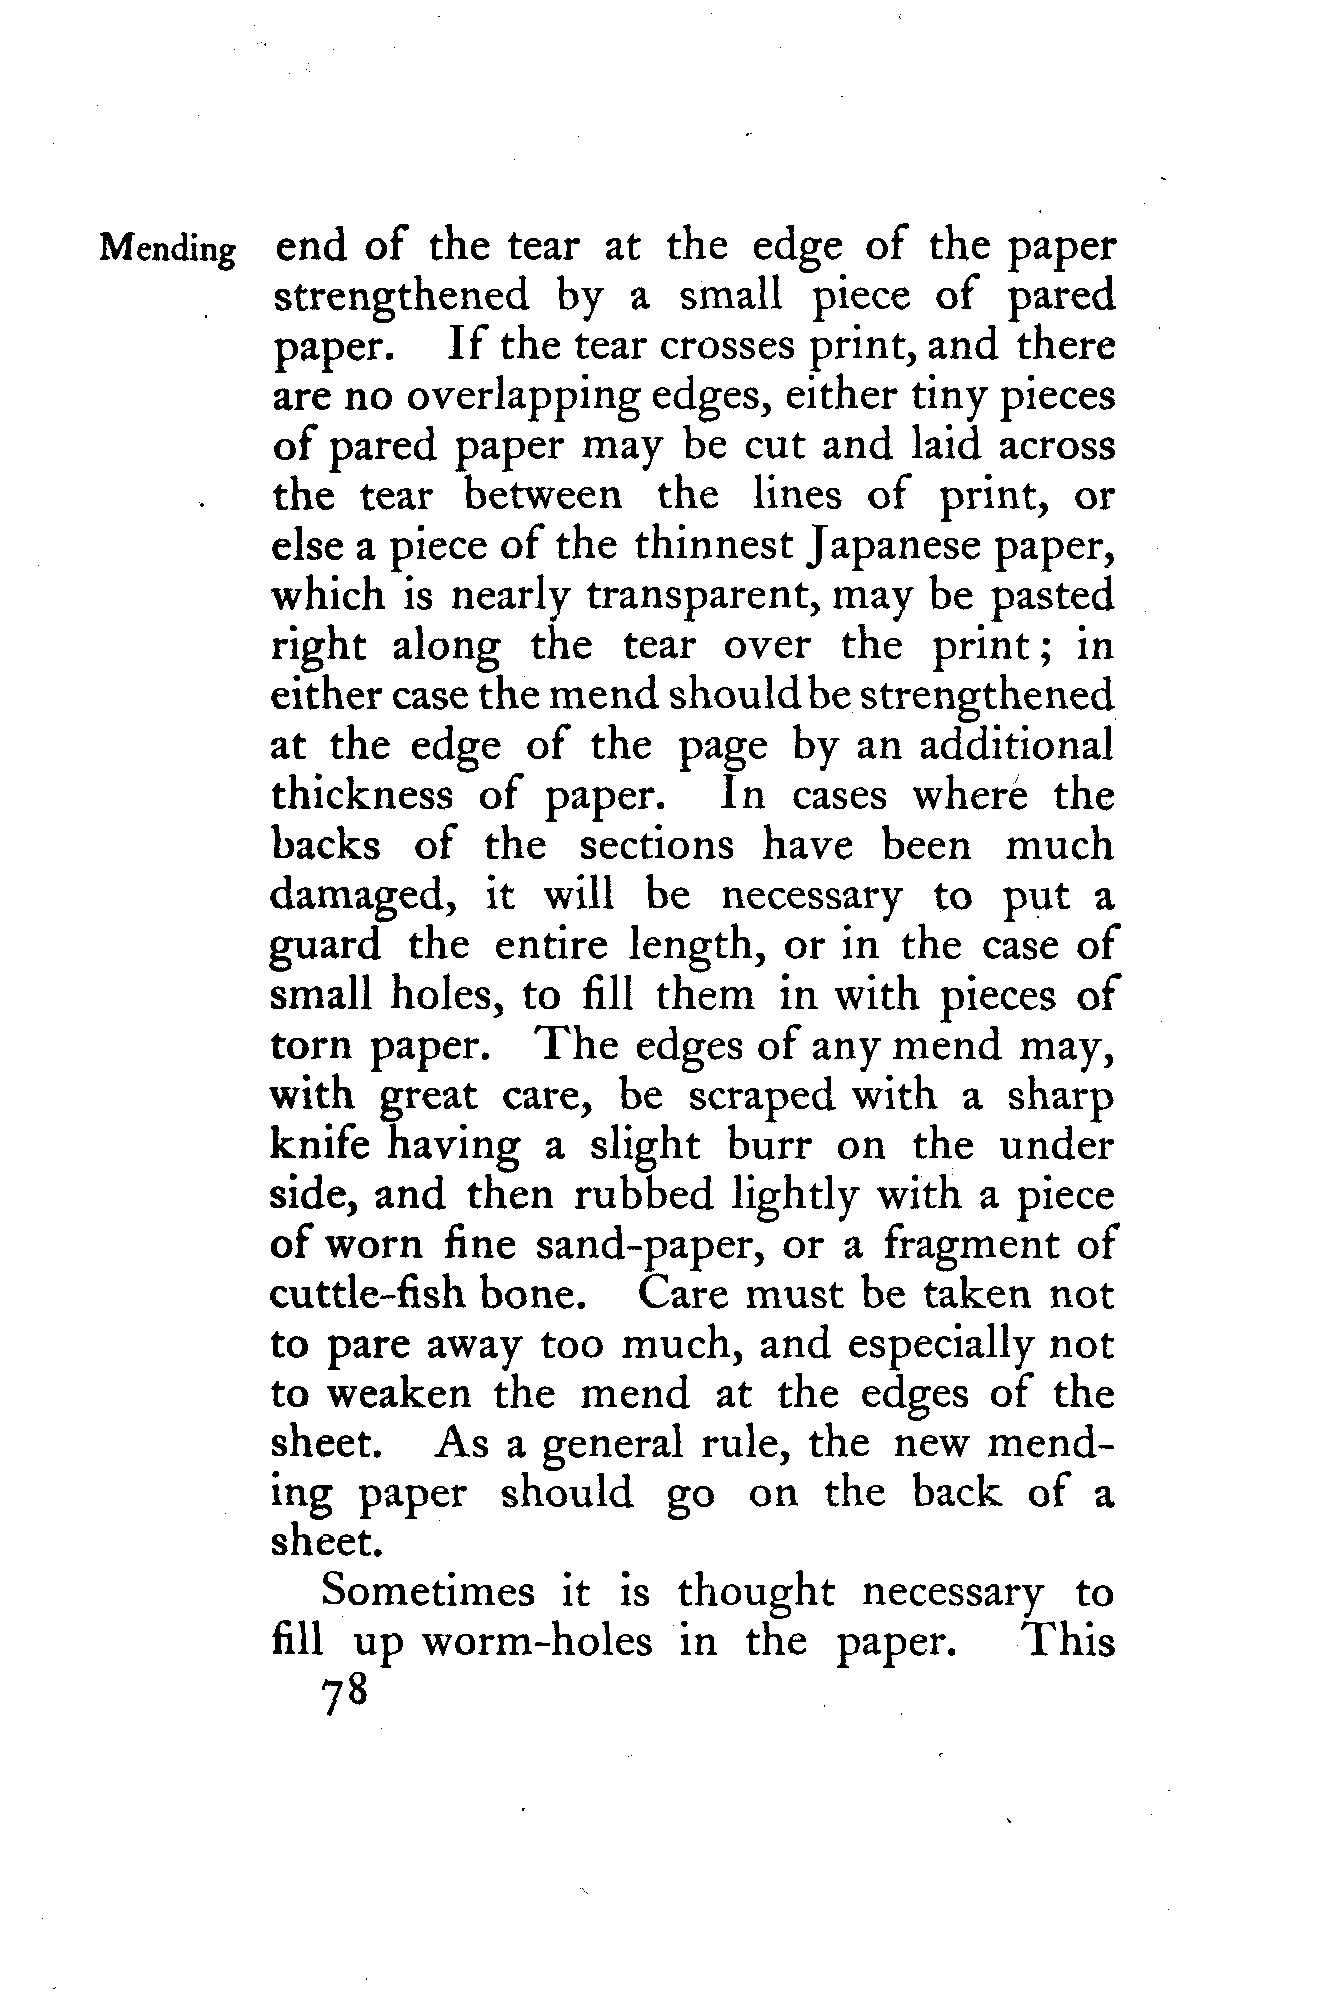 Mending end of the tear at the edge of the paper
strengthened by a small piece of pared
paper. If the tear crosses print, and there
are no overlapping edges, either tiny pieces
of pared paper may be cut and laid across
the tear between the lines of print, or
else a piece of the thinnest Japanese paper,
which is nearly transparent, may be pasted
right along the tear over the print; in
either case the mend should be strengthened
at the edge of the page by an additional
thickness of paper. In cases where the
backs of the sections have been much
damaged, it will be necessary to put a
guard the entire length, or in the case of
small holes, to fill them in with pieces of
torn paper. The edges of any mend may,
with great care, be scraped with a sharp
knife having a slight burr on the under
side, and then rubbed lightly with a piece
of worn fine sand-paper, or a fragment of
cuttle-fish bone. Care must be taken not
to pare away too much, and especially not
to weaken the mend at the edges of the
sheet. As a general rule, the new mend-
ing paper should go on the back of a
sheet.
Sometimes it is thought necessary to
fill up worm-holes in the paper. This
78